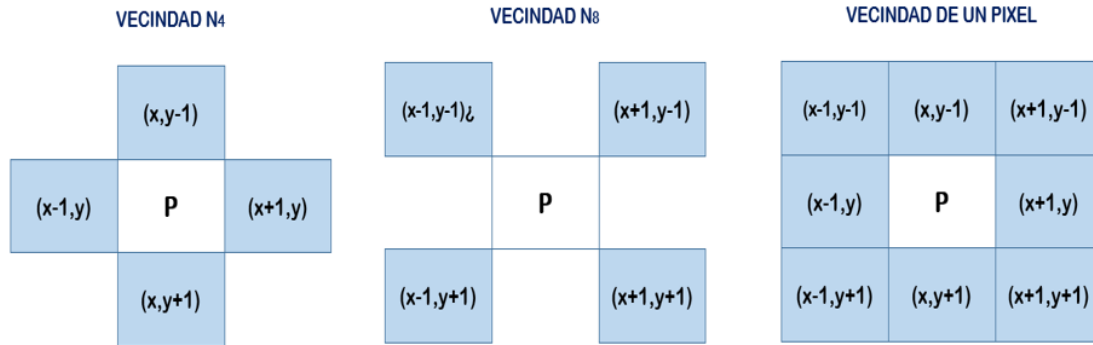 VECINDAD N4
(x,y-1)
(x-1,y) P (x+1,y)
(x,y+1)
VECINDAD N8
(x-1,y-1)¿ (x+1,y-1)
P
(x-1,y+1) (x+1,y+1)
VECINDAD DE UN PIXEL
(x-1,y-1) (x,y-1) (x+1,y-1)
(x-1,y) P (x+1,y)
(x-1,y+1) (x,y+1) (x+1,y+1)